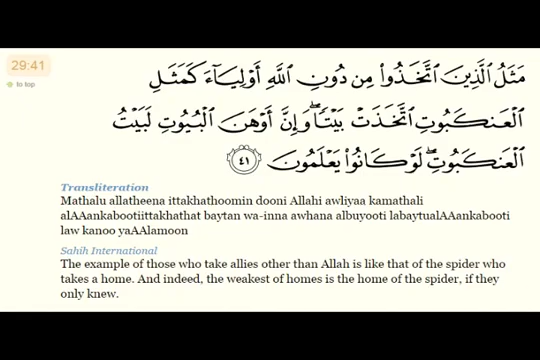 29:41
to top
مَثَلُ ٱلَّذِينَ ٱتَّخَذُوا۟ مِن دُونِ ٱللَّهِ أَوْلِيَآءَ كَمَثَلِ
ٱلْعَنكَبُوتِ ٱتَّخَذَتْ بَيْتًۭا ۖ وَإِنَّ أَوْهَنَ ٱلْبُيُوتِ لَبَيْتُ
ٱلْعَنكَبُوتِ ۖ لَوْ كَانُوا۟ يَعْلَمُونَ ٤١
Transliteration
Mathalu allatheena ittakhathoomin dooni Allahi awliyaa kamathali
alAAankabootiittakhathat baytan wa-inna awhana albuyooti labaytualAAankabooti
law kanoo yaAAlamoon
Sahih International
The example of those who take allies other than Allah is like that of the spider who
takes a home. And indeed, the weakest of homes is the home of the spider, if they
only knew.